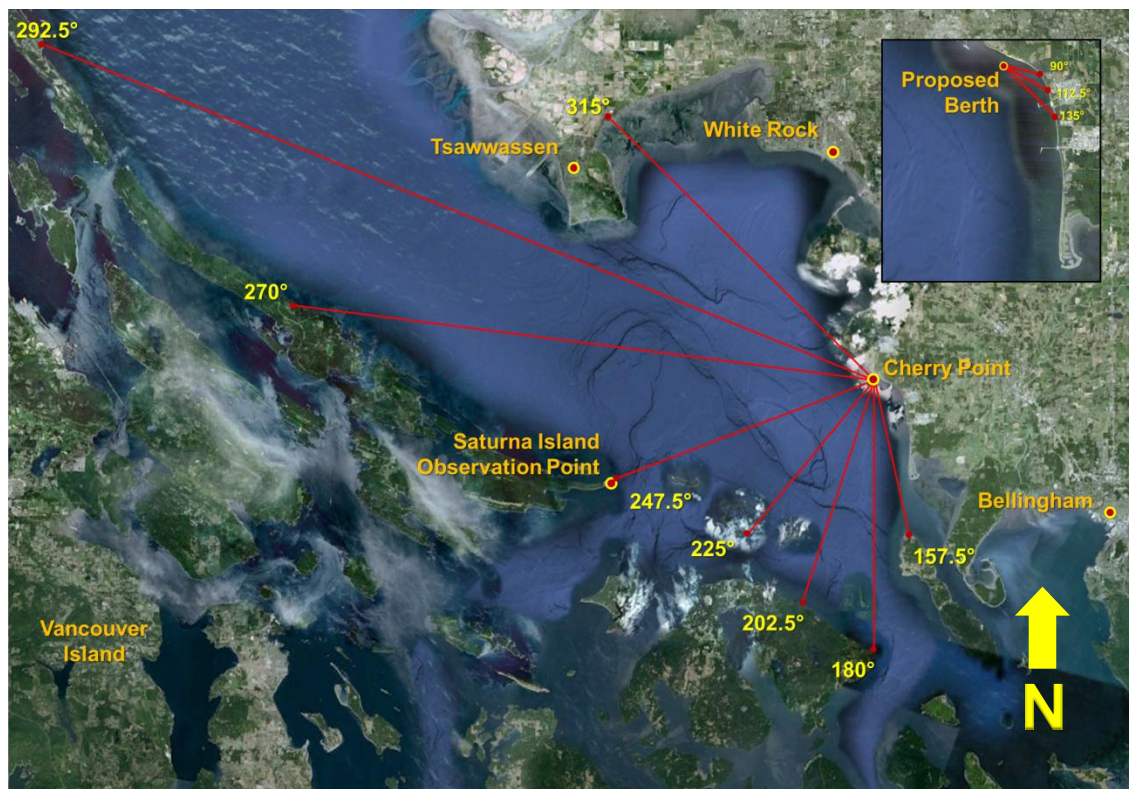 292.5°
315°
Tsawwassen
White Rock
Proposed
Berth
90°
112.5°
135°
270°
Cherry Point
Saturna Island
Observation Point
247.5°
Bellingham
225°
157.5°
202.5°
180°
Vancouver
Island
N